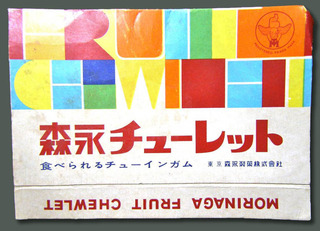 FRUIT
CHEWLET
森永チューレット
食べられるチューインガム
東京 森永製菓株式会社
MORINAGA FRUIT CHEWLET